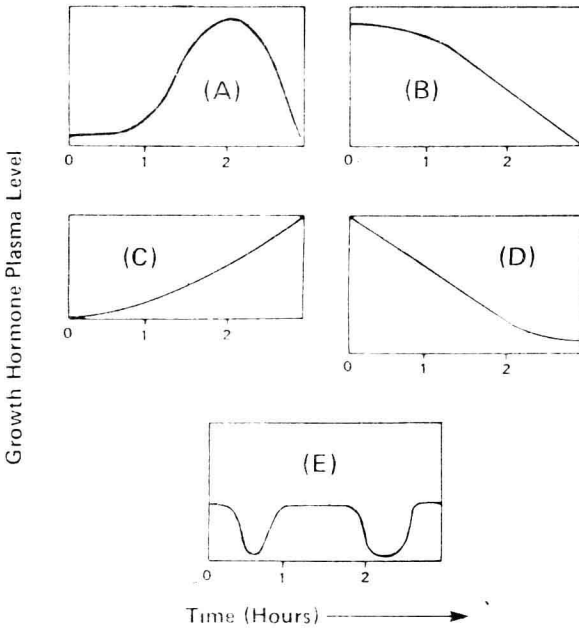 Growth Hormone Plasma Level
(A)
0 1 2
(B)
0 1 2
(C)
0 1 2
(D)
0 1 2
(E)
0 1 2
Time (Hours)